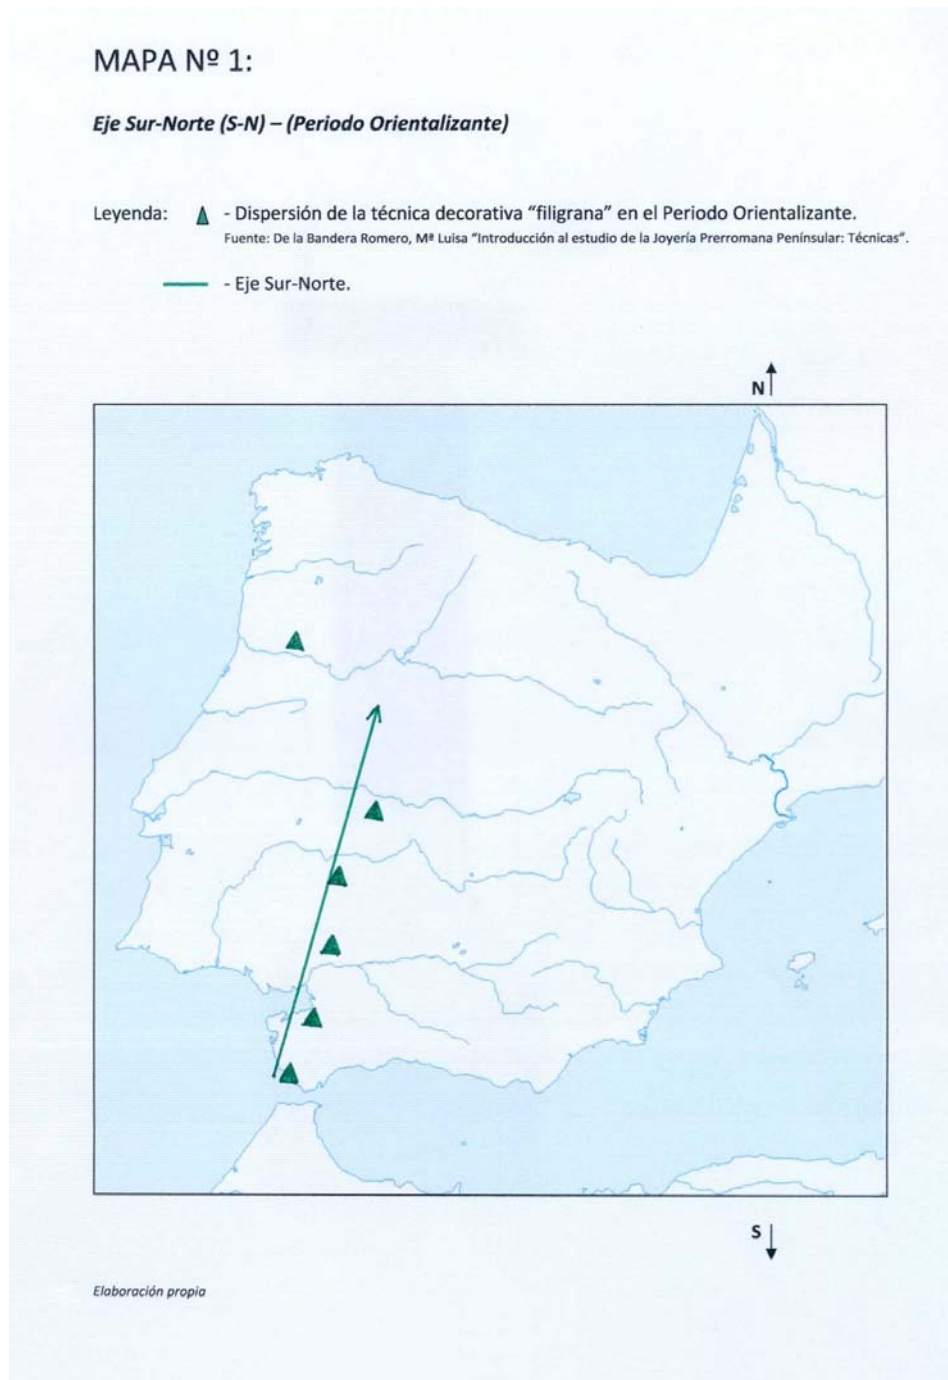 MAPA Nº 1:
Eje Sur-Norte (S-N) – (Periodo Orientalizante)
Leyenda: - Dispersión de la técnica decorativa “filigrana” en el Periodo Orientalizante.
Fuente: De la Bandera Romero, Mª Luisa “Introducción al estudio de la Joyería Prerromana Penínsular: Técnicas”.
- Eje Sur-Norte.
N
S
Elaboración propia